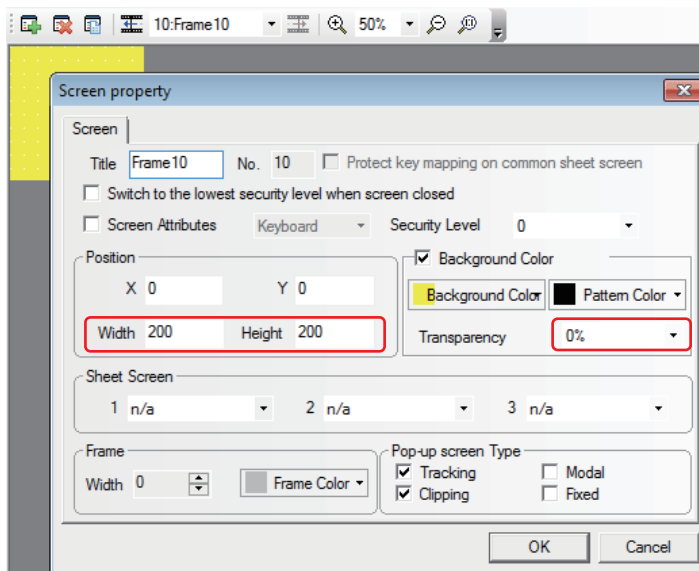 10:Frame10 50%
Screen property
Screen
Title Frame10 No. 10 Protect key mapping on common sheet screen
Switch to the lowest security level when screen closed
Screen Attributes Keyboard Security Level 0
Position Background Color
X 0 Y 0
Background Color Pattern Color
Width 200 Height 200
Transparency 0%
Sheet Screen
1 n/a 2 n/a 3 n/a
Frame Pop-up screen Type
Width 0 Frame Color Tracking Modal
Clipping Fixed
OK Cancel